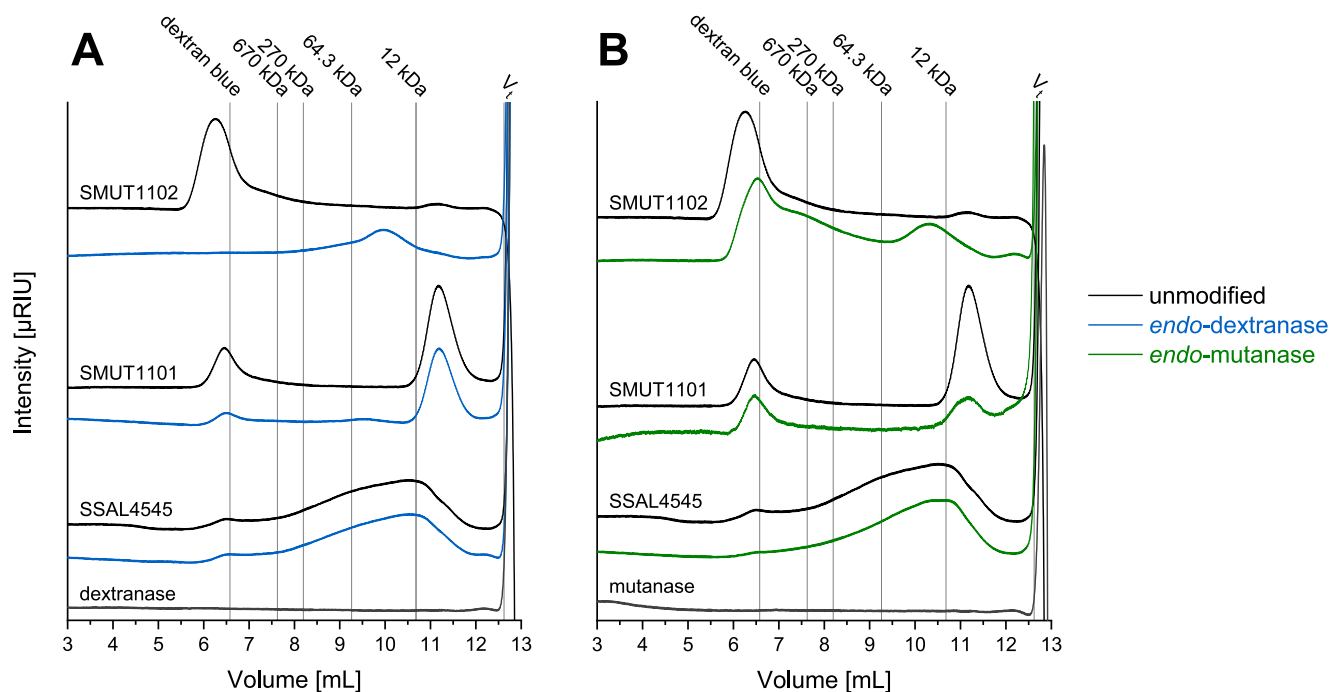 A
dextran blue
670 kDa
270 kDa
64.3 kDa
12 kDa
Vt
SMUT1102
SMUT1101
SSAL4545
dextranase
3 4 5 6 7 8 9 10 11 12 13
Volume [mL]
Intensity [µRIU]
B
dextran blue
670 kDa
270 kDa
64.3 kDa
12 kDa
Vt
SMUT1102
SMUT1101
SSAL4545
mutanase
3 4 5 6 7 8 9 10 11 12 13
Volume [mL]
unmodified
endo-dextranase
endo-mutanase